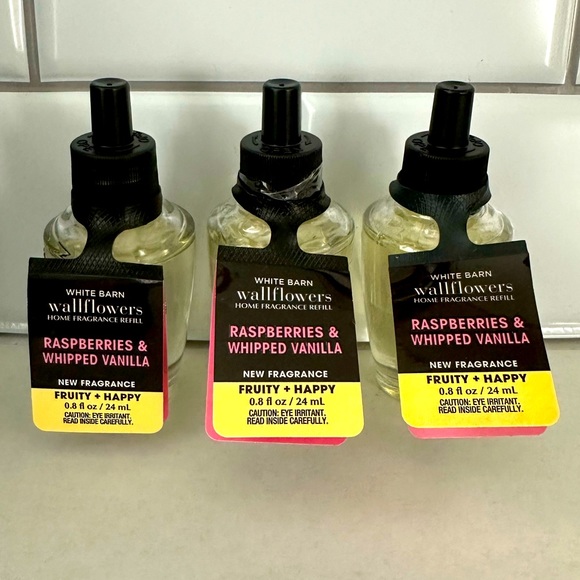 WHITE BARN
wallflowers
HOME FRAGRANCE REFILL
RASPBERRIES &
WHIPPED VANILLA
NEW FRAGRANCE
FRUITY + HAPPY
0.8 fl oz / 24 mL
CAUTION: EYE IRRITANT.
READ INSIDE CAREFULLY.
WHITE BARN
wallflowers
HOME FRAGRANCE REFILL
RASPBERRIES &
WHIPPED VANILLA
NEW FRAGRANCE
FRUITY + HAPPY
0.8 fl oz / 24 mL
CAUTION: EYE IRRITANT.
READ INSIDE CAREFULLY.
WHITE BARN
wallflowers
HOME FRAGRANCE REFILL
RASPBERRIES &
WHIPPED VANILLA
NEW FRAGRANCE
FRUITY + HAPPY
0.8 fl oz / 24 mL
CAUTION: EYE IRRITANT.
READ INSIDE CAREFULLY.